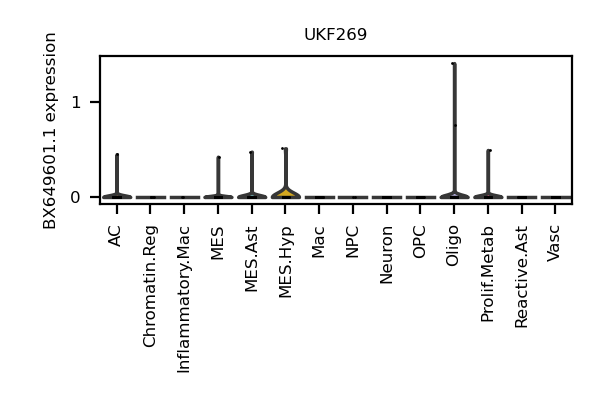 UKF269
BX649601.1 expression
1
0
AC
Chromatin.Reg
Inflammatory.Mac
MES
MES.Ast
MES.Hyp
Mac
NPC
Neuron
OPC
Oligo
Prolif.Metab
Reactive.Ast
Vasc